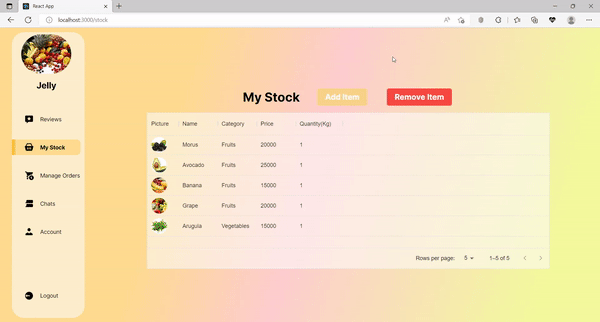 React App
localhost:3000/stock
Jelly
Reviews
My Stock
Manage Orders
Chats
Account
Logout
My Stock Add Item Remove Item
Picture Name Category Price Quantity(Kg)
Morus Fruits 20000 1
Avocado Fruits 25000 1
Banana Fruits 15000 1
Grape Fruits 20000 1
Arugula Vegetables 15000 1
Rows per page: 5 1–5 of 5